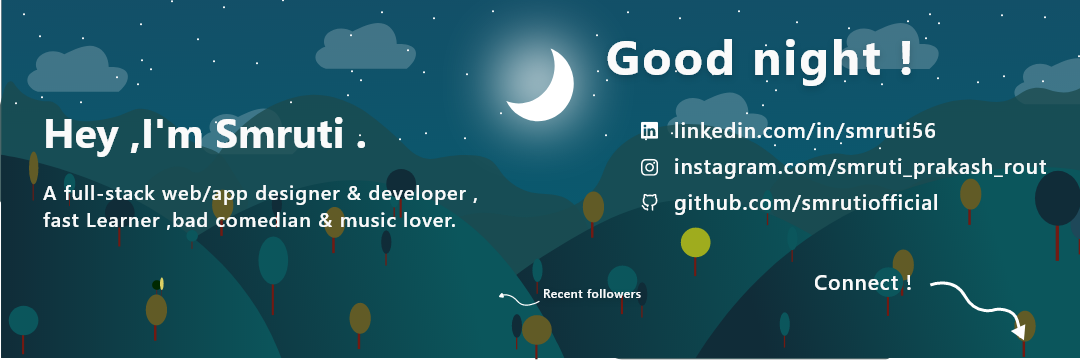 Good night !
Hey ,I'm Smruti .
A full-stack web/app designer & developer ,
fast Learner ,bad comedian & music lover.
linkedin.com/in/smruti56
instagram.com/smruti_prakash_rout
github.com/smrutiofficial
Connect !
Recent followers